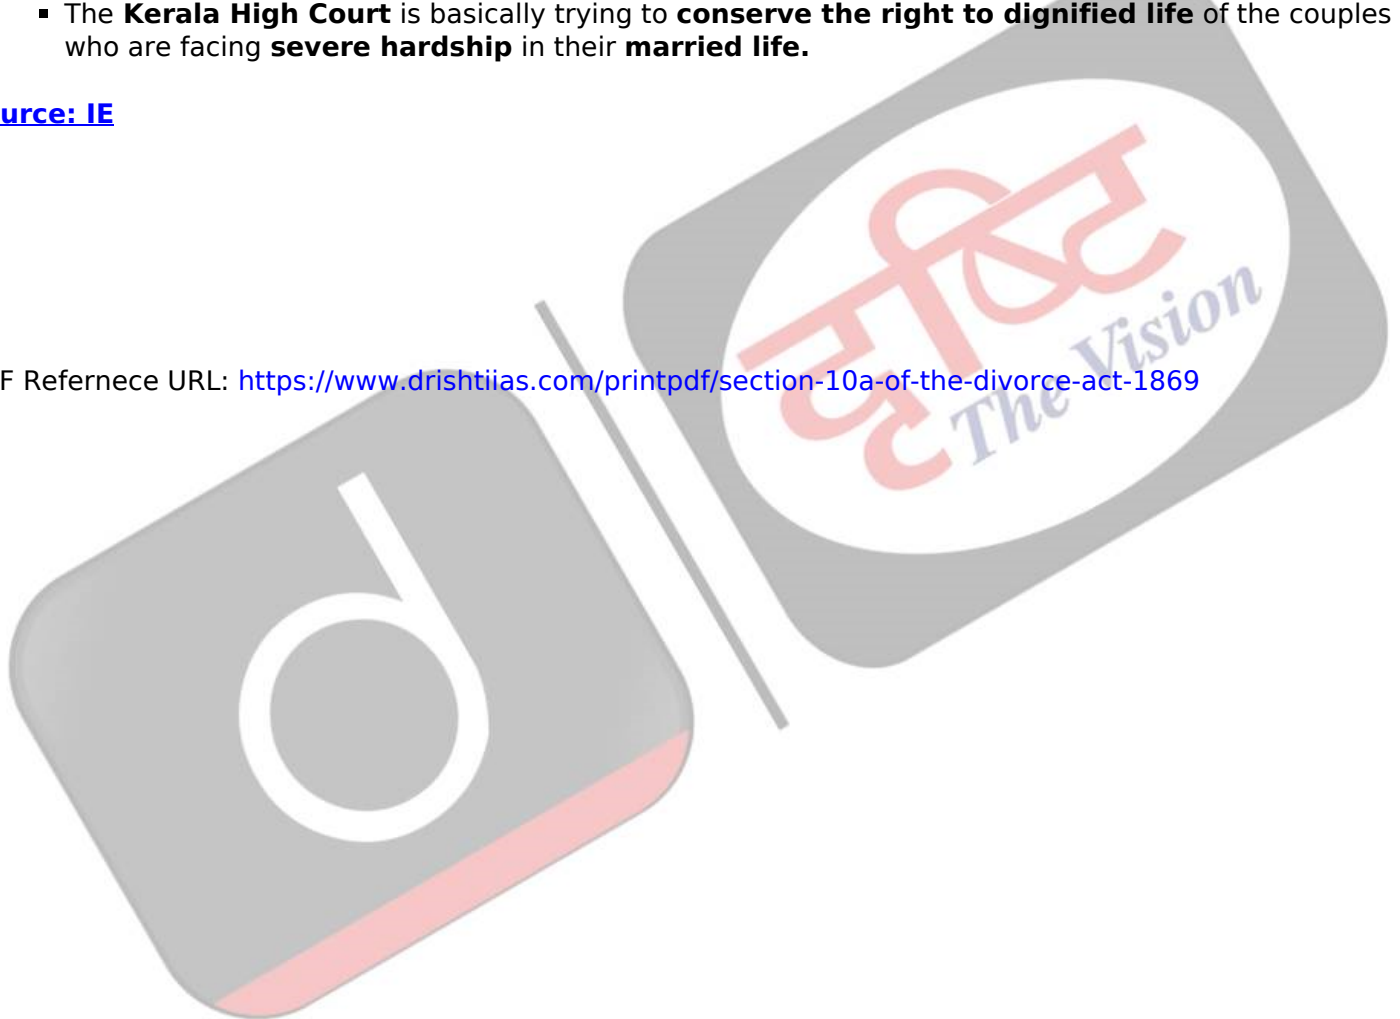 ▪ The Kerala High Court is basically trying to conserve the right to dignified life of the couples
who are facing severe hardship in their married life.
urce: IE
F Refernece URL: https://www.drishtiias.com/printpdf/section-10a-of-the-divorce-act-1869
दृष्टि
The Vision
d